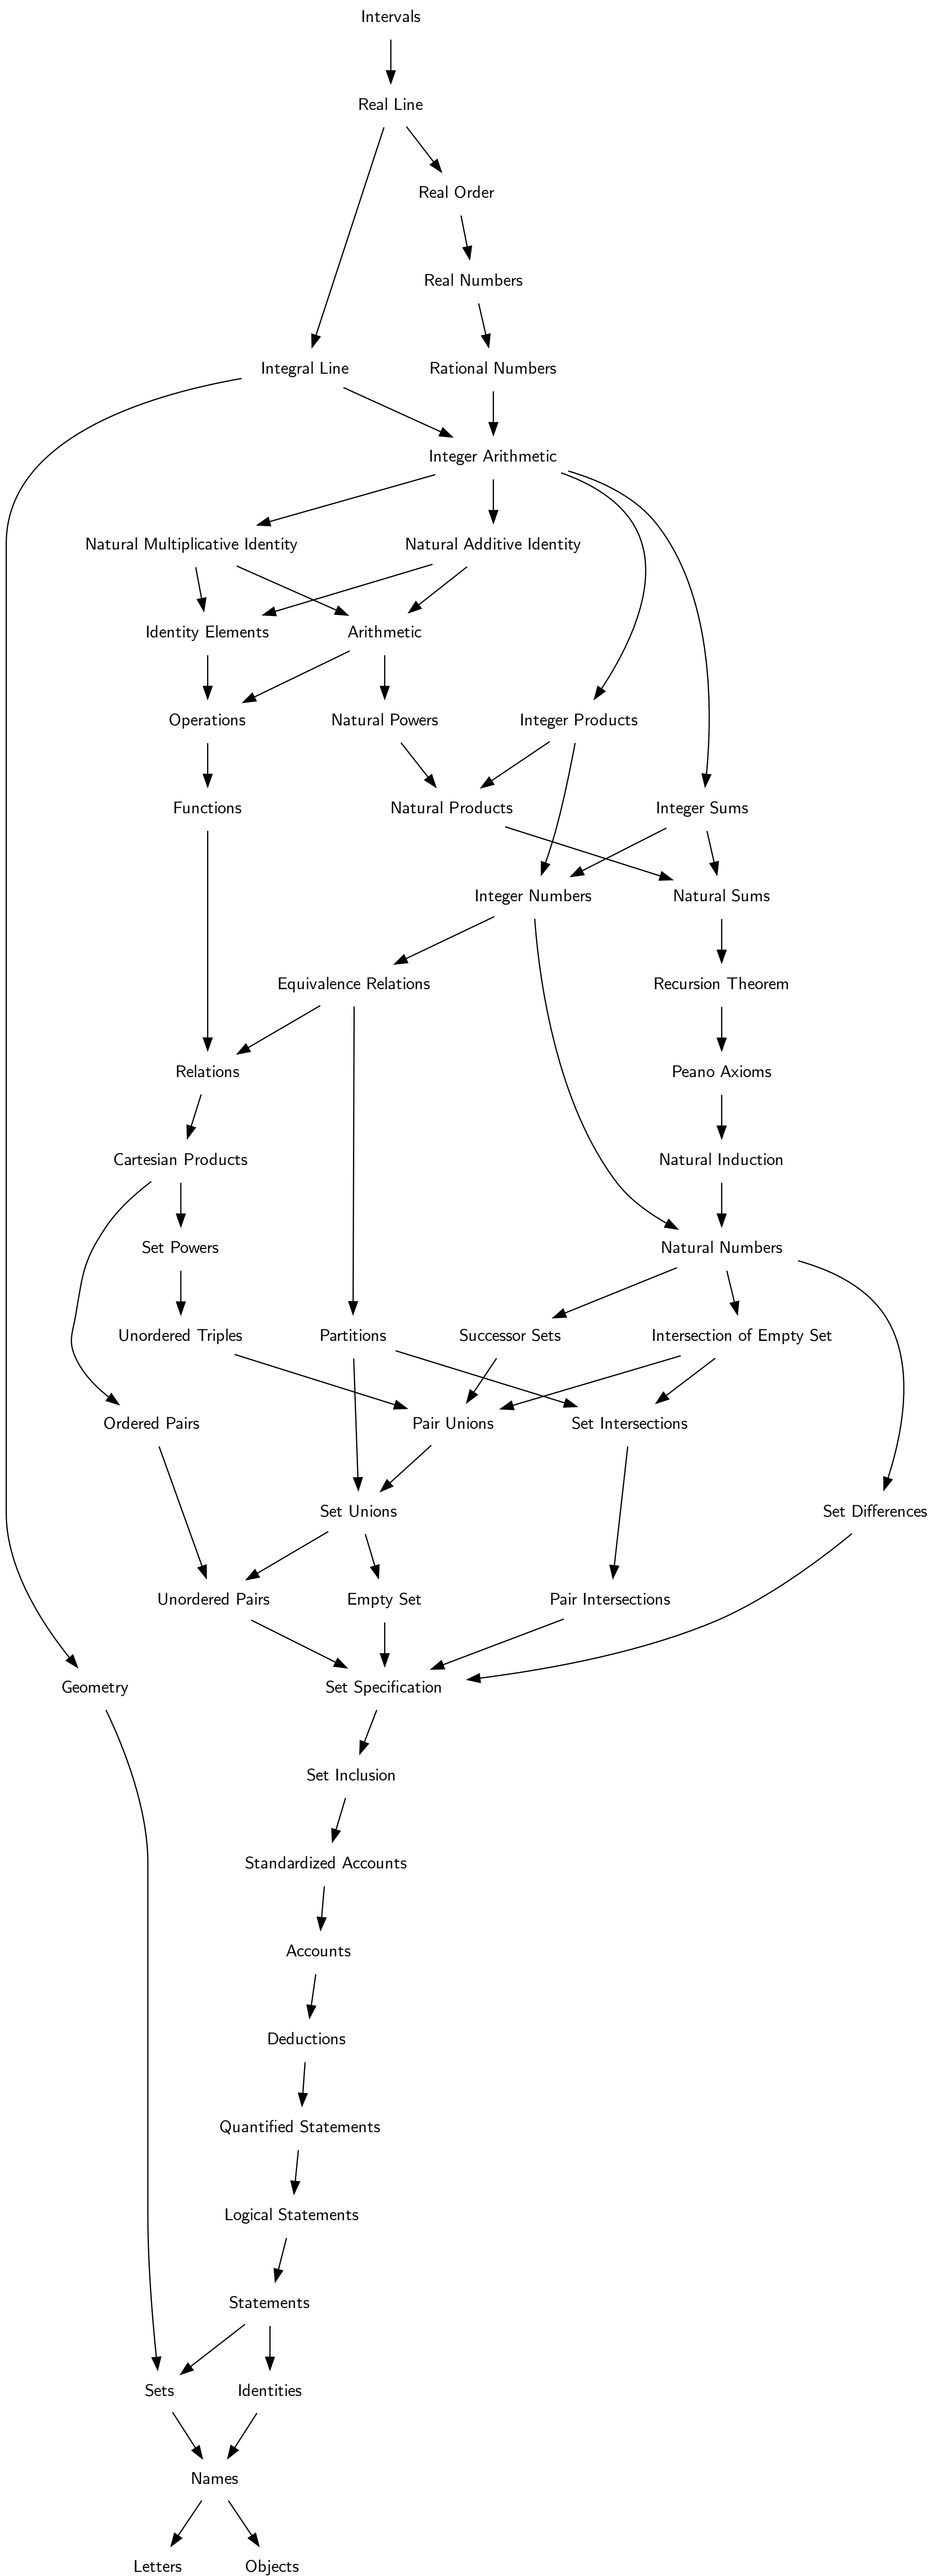 Intervals
Real Line
Real Order
Real Numbers
Integral Line
Rational Numbers
Integer Arithmetic
Natural Multiplicative Identity
Natural Additive Identity
Identity Elements
Arithmetic
Operations
Natural Powers
Integer Products
Functions
Natural Products
Integer Sums
Integer Numbers
Natural Sums
Equivalence Relations
Recursion Theorem
Relations
Peano Axioms
Cartesian Products
Natural Induction
Set Powers
Natural Numbers
Unordered Triples
Partitions
Successor Sets
Intersection of Empty Set
Ordered Pairs
Pair Unions
Set Intersections
Set Unions
Set Differences
Unordered Pairs
Empty Set
Pair Intersections
Geometry
Set Specification
Set Inclusion
Standardized Accounts
Accounts
Deductions
Quantified Statements
Logical Statements
Statements
Sets
Identities
Names
Letters
Objects